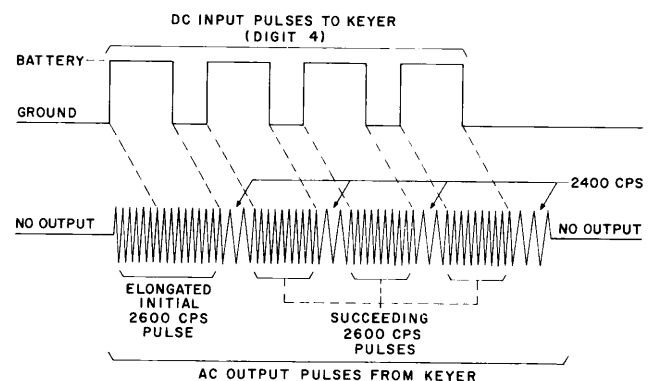 DC INPUT PULSES TO KEYER
(DIGIT 4)
BATTERY
GROUND
2400 CPS
NO OUTPUT
NO OUTPUT
ELONGATED
INITIAL
2600 CPS
PULSE
SUCCEEDING
2600 CPS
PULSES
AC OUTPUT PULSES FROM KEYER